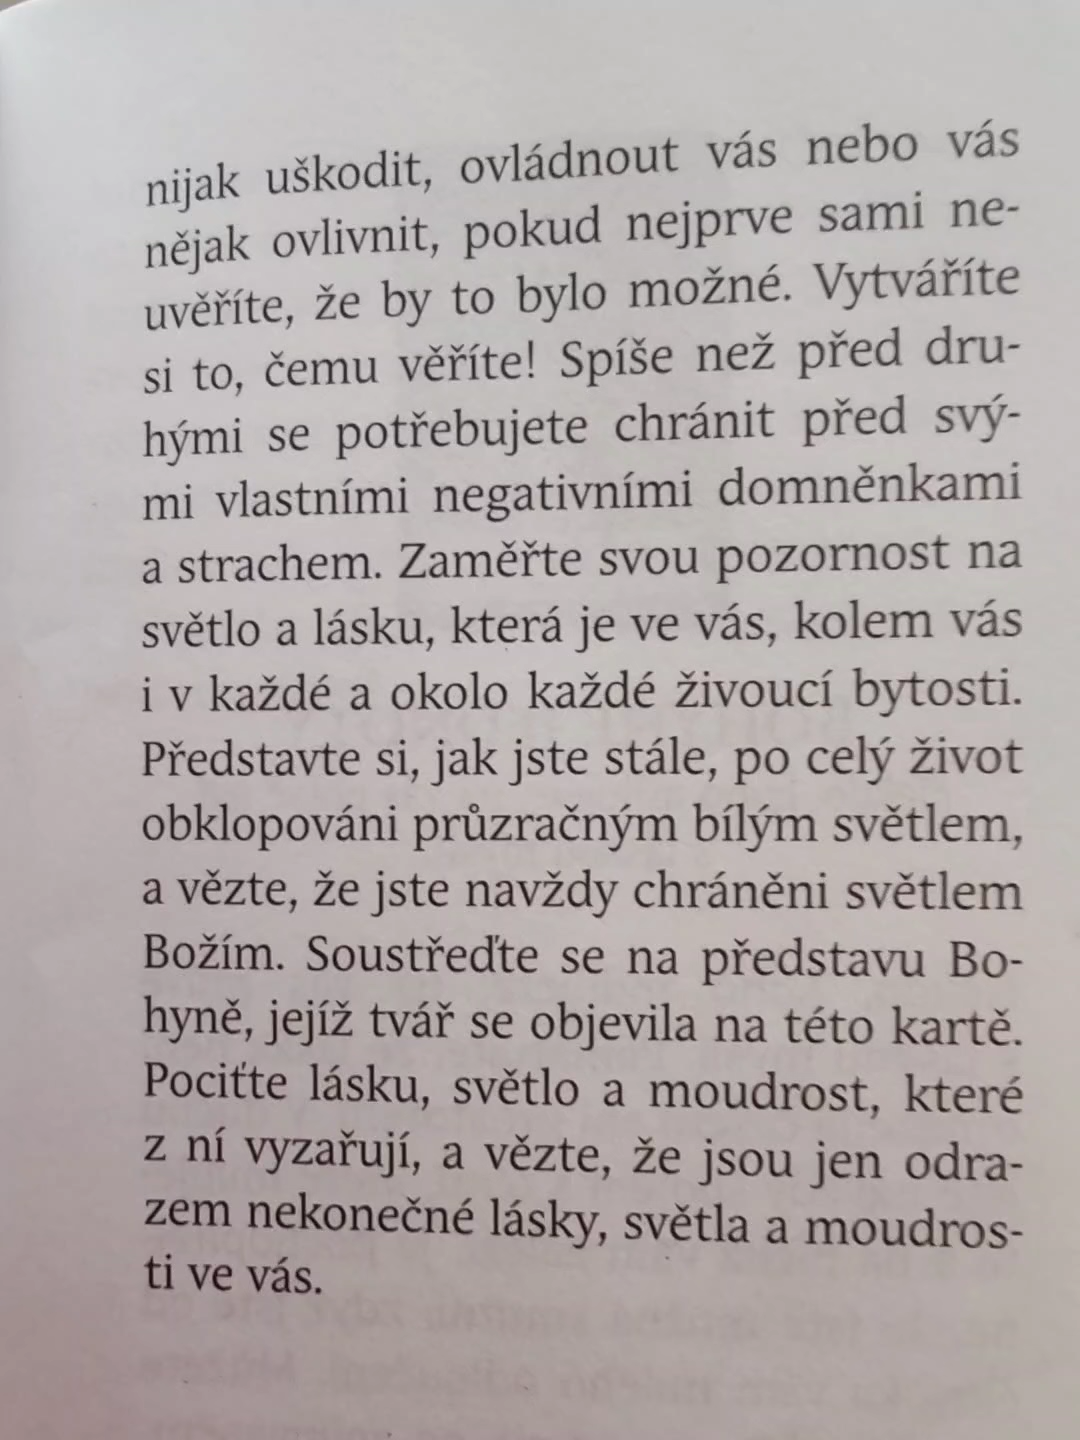 nijak uškodit, ovládnout vás nebo vás
nějak ovlivnit, pokud nejprve sami ne-
uvěříte, že by to bylo možné. Vytváříte
si to, čemu věříte! Spíše než před dru-
hými se potřebujete chránit před svý-
mi vlastními negativními domněnkami
a strachem. Zaměřte svou pozornost na
světlo a lásku, která je ve vás, kolem vás
i v každé a okolo každé živoucí bytosti.
Představte si, jak jste stále, po celý život
obklopováni průzračným bílým světlem,
a vězte, že jste navždy chráněni světlem
Božím. Soustřeďte se na představu Bo-
hyně, jejíž tvář se objevila na této kartě.
Pociťte lásku, světlo a moudrost, které
z ní vyzařují, a vězte, že jsou jen odra-
zem nekonečné lásky, světla a moudros-
ti ve vás.